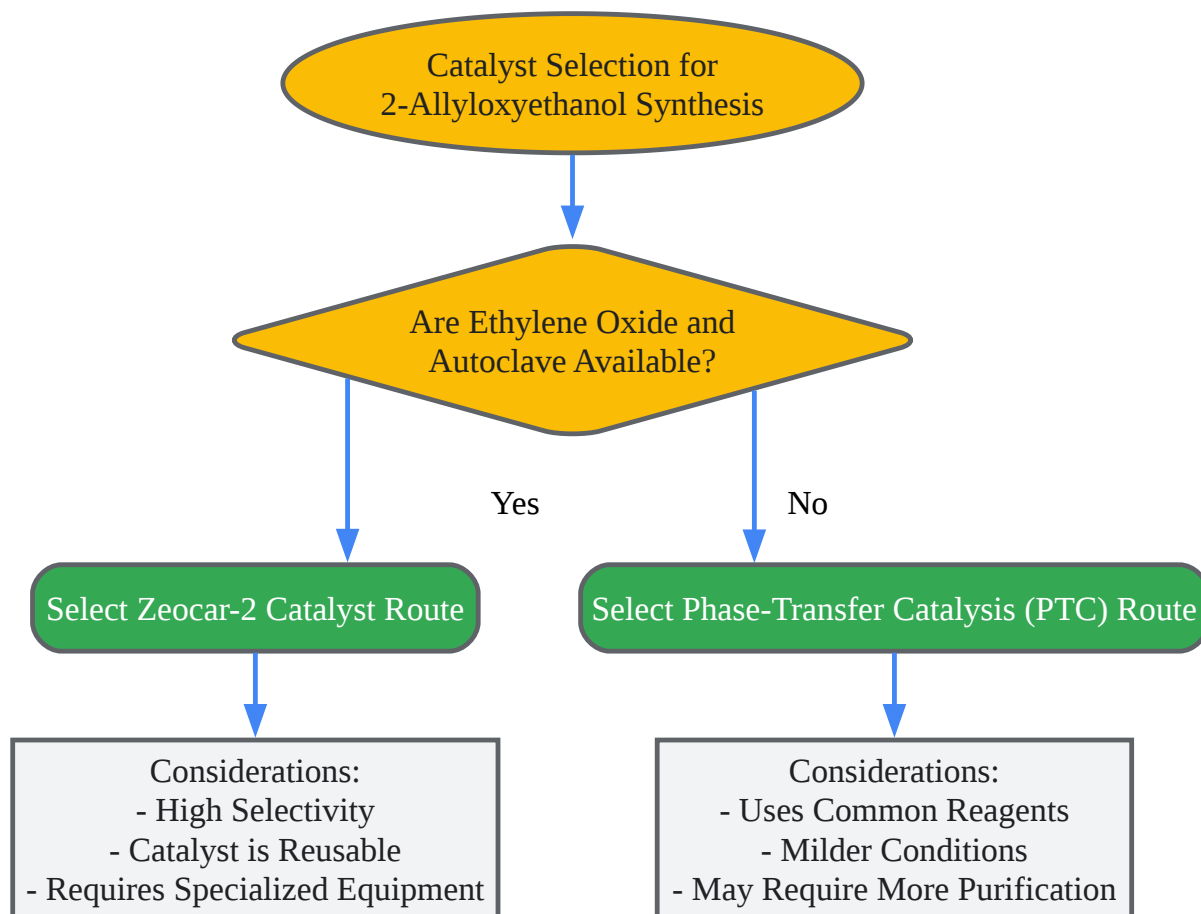 Catalyst Selection for
2-Allyloxyethanol Synthesis
Are Ethylene Oxide and
Autoclave Available?
Yes
No
Select Zeocar-2 Catalyst Route
Select Phase-Transfer Catalysis (PTC) Route
Considerations:
- High Selectivity
- Catalyst is Reusable
- Requires Specialized Equipment
Considerations:
- Uses Common Reagents
- Milder Conditions
- May Require More Purification